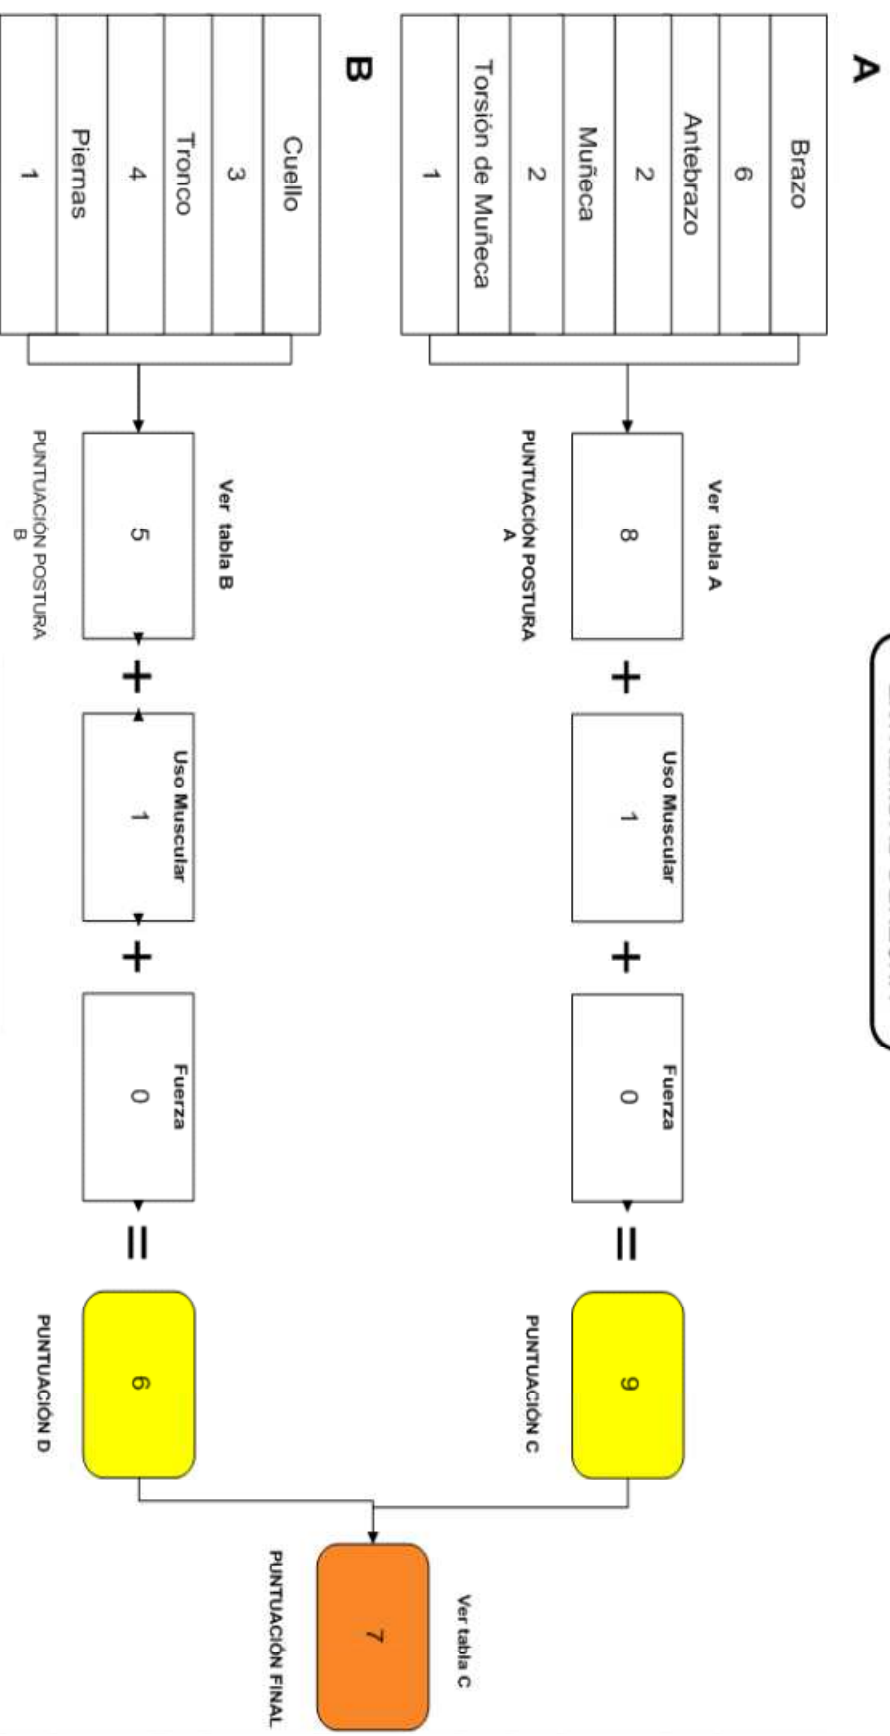 A
Brazo
6
Antebrazo
2
Muñeca
2
Torsión de Muñeca
1
Ver tabla A
8
PUNTUACIÓN POSTURA
A
+
Uso Muscular
1
+
Fuerza
0
=
9
PUNTUACIÓN C
B
Cuello
3
Tronco
4
Piernas
1
Ver tabla B
5
PUNTUACIÓN POSTURA
B
+
Uso Muscular
1
+
Fuerza
0
=
6
PUNTUACIÓN D
Ver tabla C
7
PUNTUACIÓN FINAL